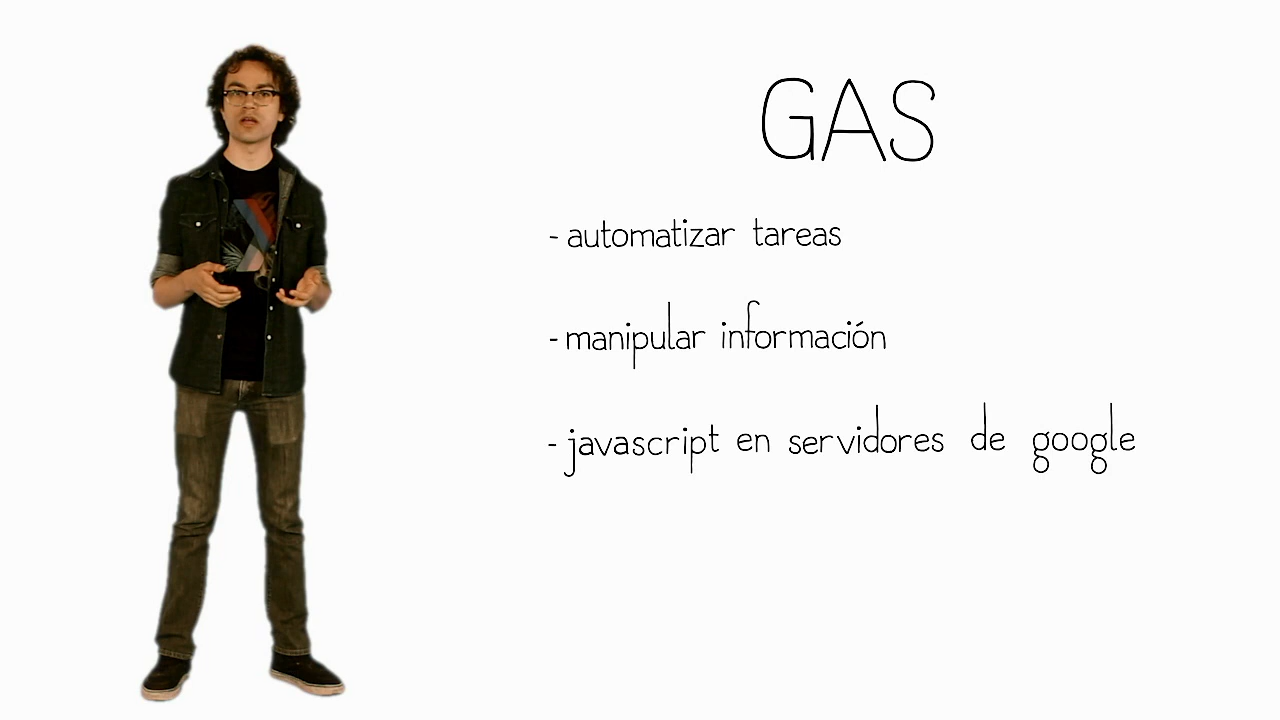 GAS
- automatizar tareas
- manipular información
- javascript en servidores de google